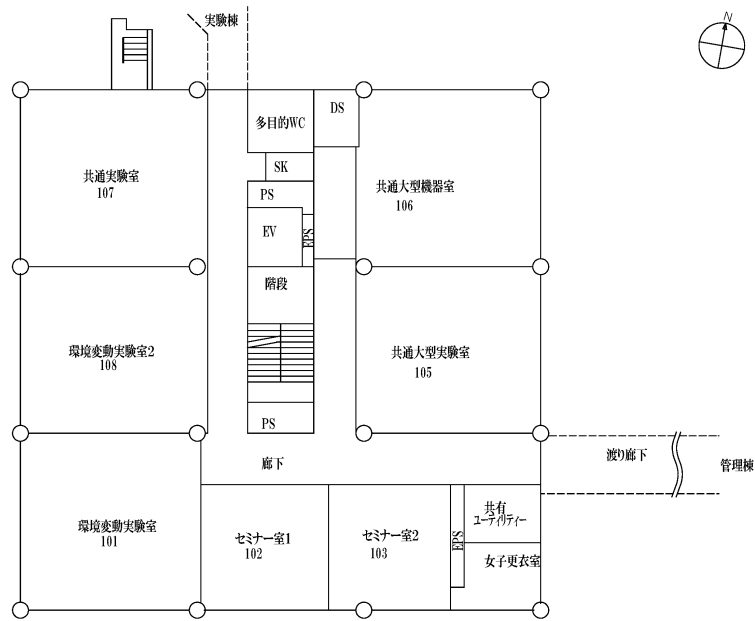 実験棟
N
DS
多目的WC
共通実験室
107
SK
共通大型機器室
106
PS
EV
EPS
階段
環境変動実験室2
108
共通大型実験室
105
PS
廊下
渡り廊下
管理棟
環境変動実験室
101
セミナー室1
102
セミナー室2
103
EPS
共有
ユーティリティー
女子更衣室